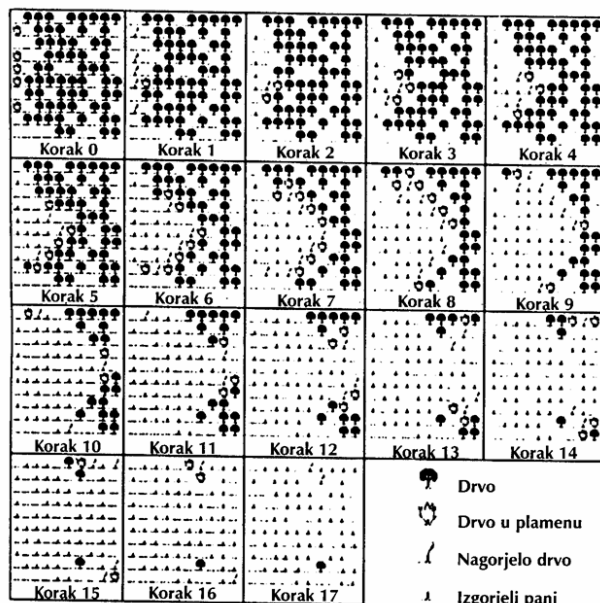 Korak 0
Korak 1
Korak 2
Korak 3
Korak 4
Korak 5
Korak 6
Korak 7
Korak 8
Korak 9
Korak 10
Korak 11
Korak 12
Korak 13
Korak 14
Korak 15
Korak 16
Korak 17
Drvo
Drvo u plamenu
Nagorjelo drvo
Izgorjeli panj